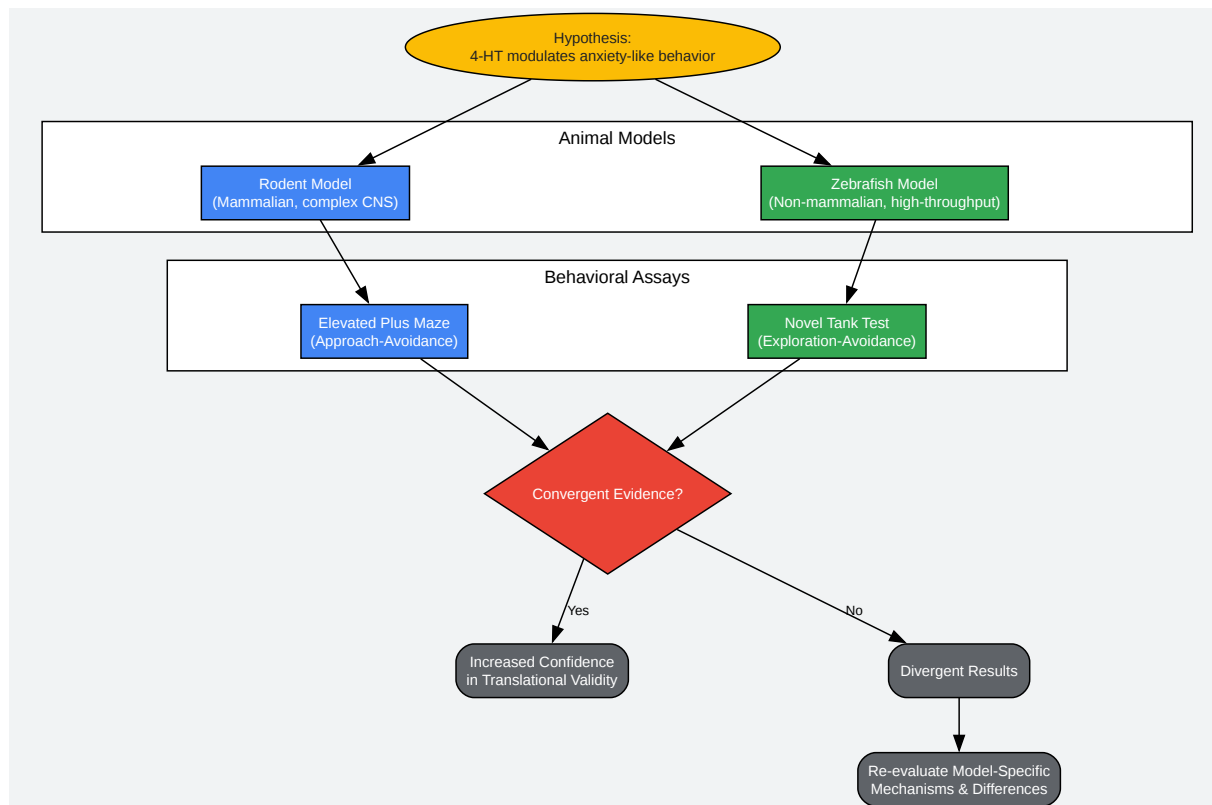 Hypothesis:
4-HT modulates anxiety-like behavior
Animal Models
Rodent Model
(Mammalian, complex CNS)
Zebrafish Model
(Non-mammalian, high-throughput)
Behavioral Assays
Elevated Plus Maze
(Approach-Avoidance)
Novel Tank Test
(Exploration-Avoidance)
Convergent Evidence?
Yes
No
Increased Confidence
in Translational Validity
Divergent Results
Re-evaluate Model-Specific
Mechanisms & Differences